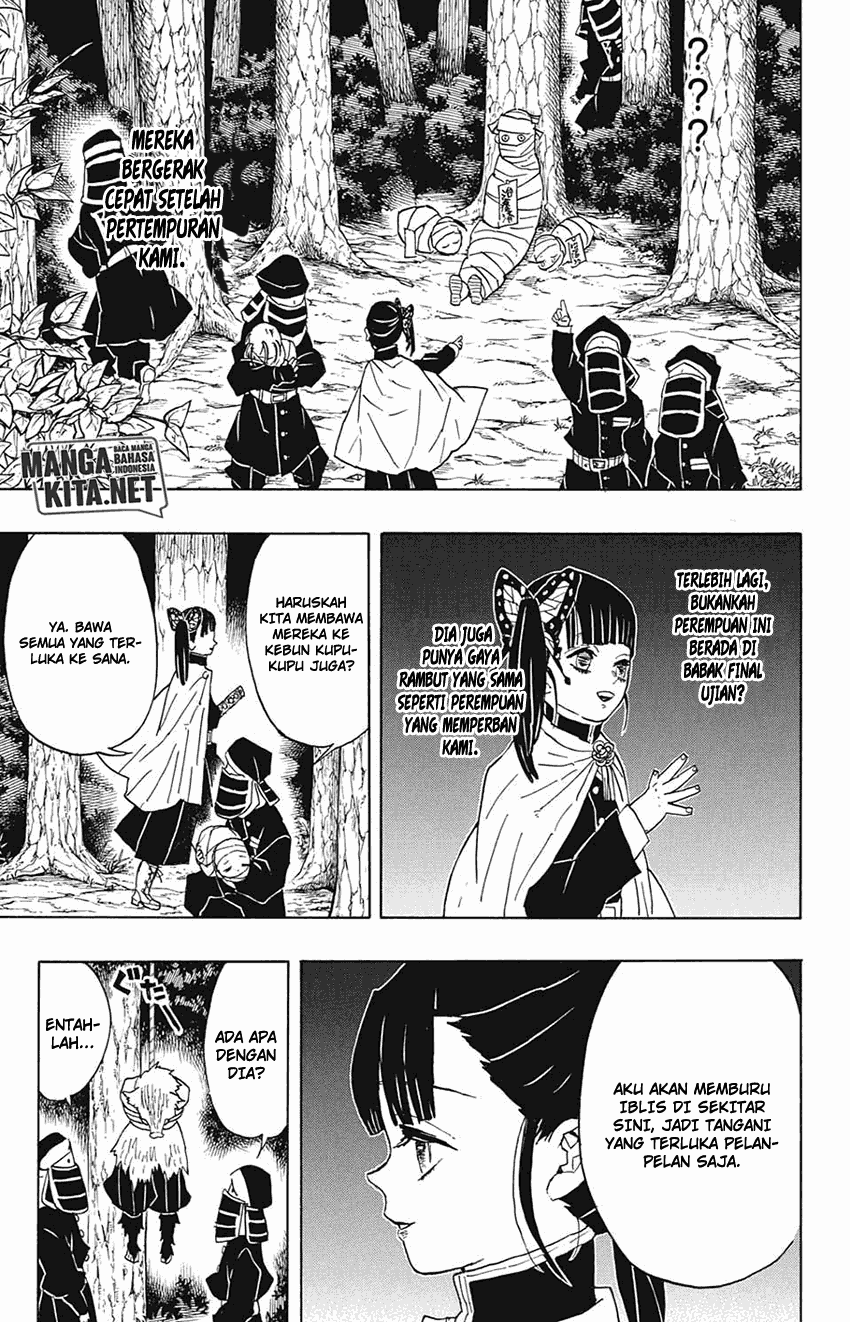 ? ? ?
MEREKA
BERGERAK
CEPAT SETELAH
PERTEMPURAN
KAMI.
MANGA
KITA.NET
BACA MANGA
BAHASA
INDONESIA
TERLEBIH LAGI,
BUKANKAH
PEREMPUAN INI
BERADA DI
BABAK FINAL
UJIAN?
DIA JUGA
PUNYA GAYA
RAMBUT YANG SAMA
SEPERTI PEREMPUAN
YANG MEMPERBAN
KAMI.
HARUSKAH
KITA MEMBAWA
MEREKA KE
KEBUN KUPU-
KUPU JUGA?
YA. BAWA
SEMUA YANG TER-
LUKA KE SANA.
AKU AKAN MEMBURU
IBLIS DI SEKITAR
SINI, JADI TANGANI
YANG TERLUKA PELAN-
PELAN SAJA.
ADA APA
DENGAN
DIA?
ぐたー
ENTAH-
LAH...